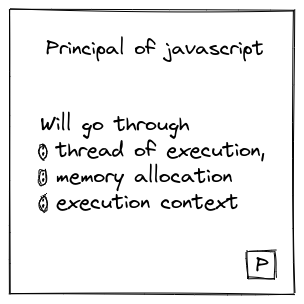 Principal of javascript
Will go through
thread of execution,
memory allocation
execution context
P